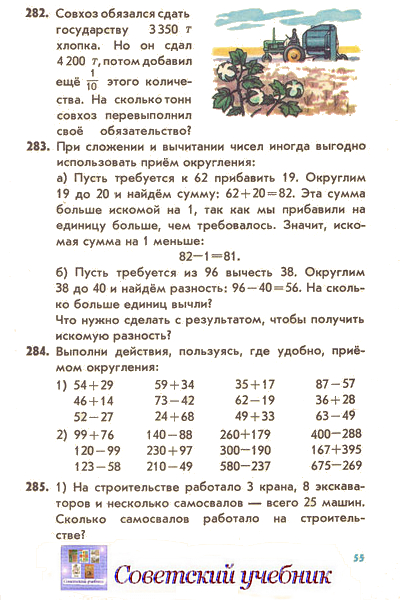 282. Совхоз обязался сдать
государству 3 350 т
хлопка. Но он сдал
4 200 т, потом добавил
ещё 1/10 этого количе-
ства. На сколько тонн
совхоз перевыполнил
своё обязательство?
283. При сложении и вычитании чисел иногда выгодно
использовать приём округления:
а) Пусть требуется к 62 прибавить 19. Округлим
19 до 20 и найдём сумму: 62+20=82. Эта сумма
больше искомой на 1, так как мы прибавили на
единицу больше, чем требовалось. Значит, иско-
мая сумма на 1 меньше:
82−1=81.
б) Пусть требуется из 96 вычесть 38. Округлим
38 до 40 и найдём разность: 96−40=56. На сколь-
ко больше единиц вычли?
Что нужно сделать с результатом, чтобы получить
искомую разность?
284. Выполни действия, пользуясь, где удобно, приё-
мом округления:
1) 54+29 59+34 35+17 87−57
46+14 73−42 62−19 36+28
52−27 24+68 49+33 63−49
2) 99+76 140−88 260+179 400−288
120−99 230+97 300−190 167+395
123−58 210−49 580−237 675−269
285. 1) На строительстве работало 3 крана, 8 экскава-
торов и несколько самосвалов — всего 25 машин.
Сколько самосвалов работало на строитель-
стве?
55
Советский учебник